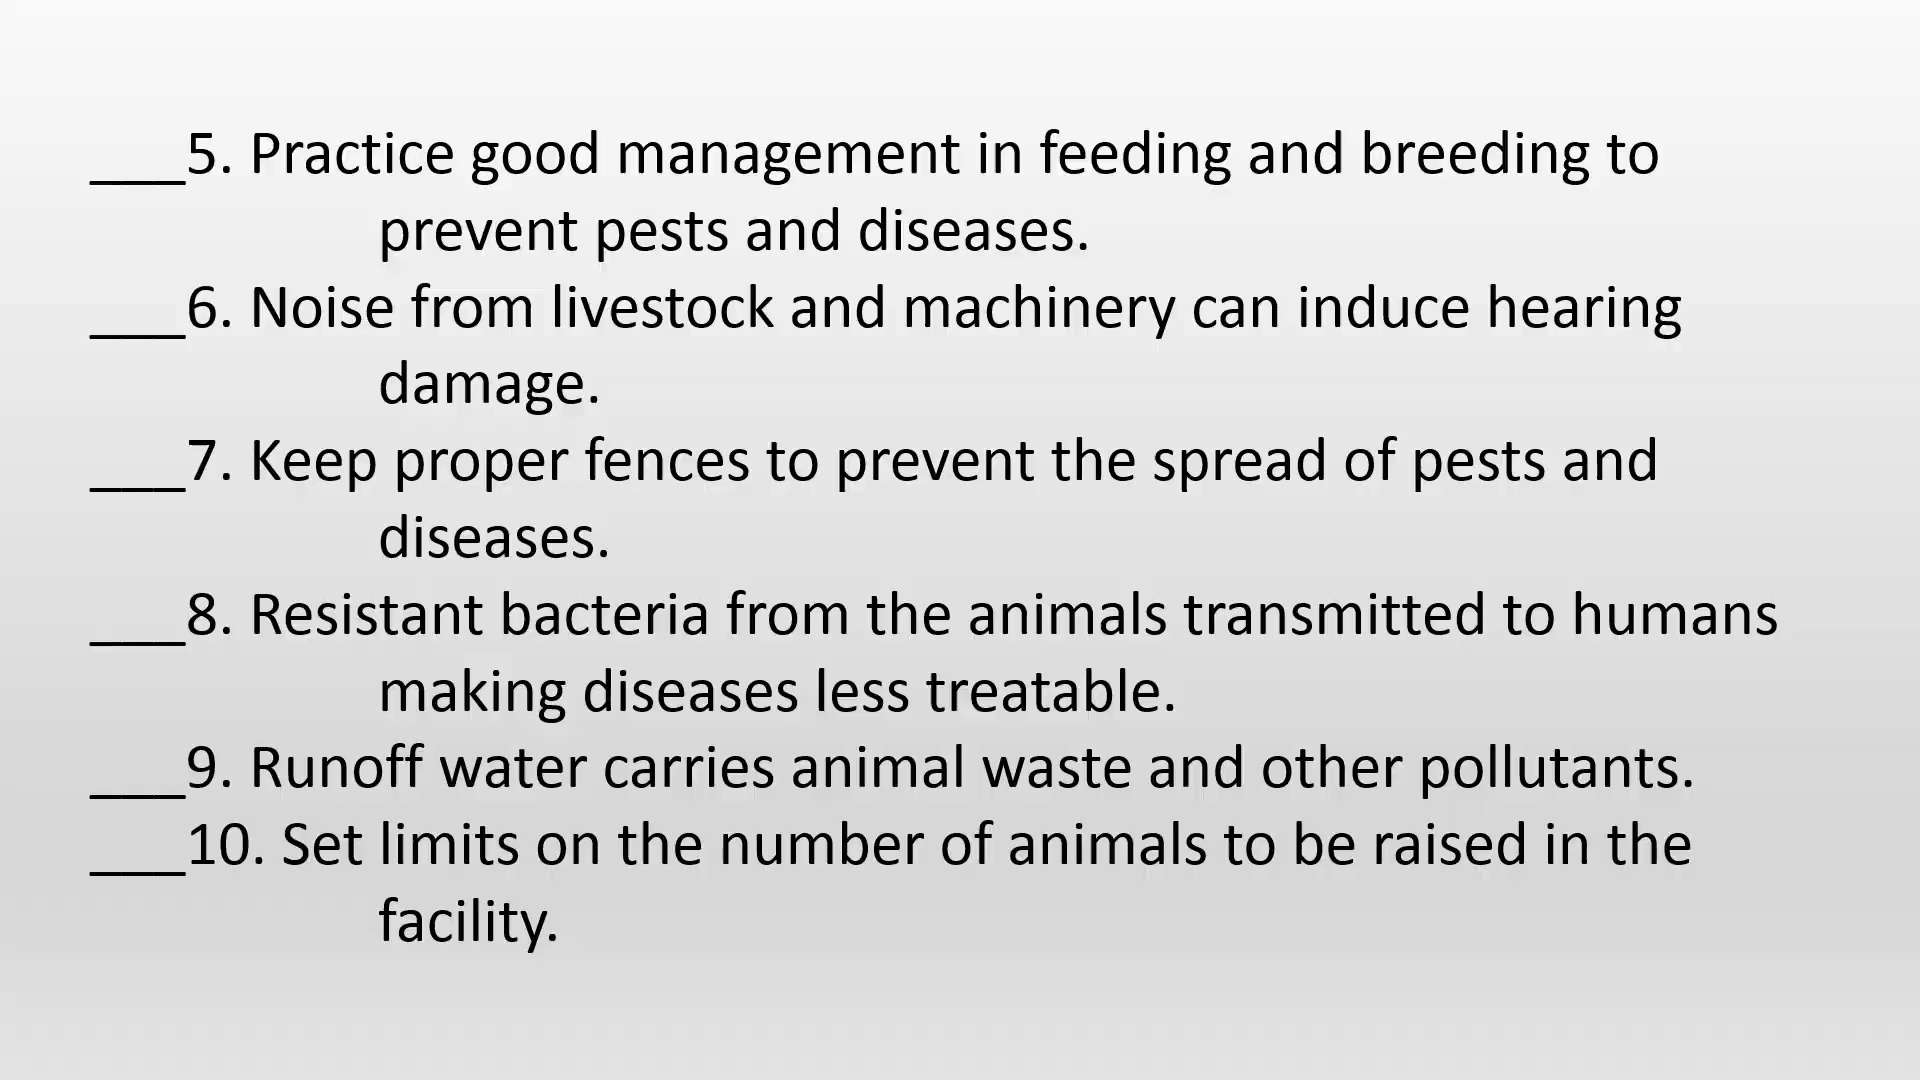 ___5. Practice good management in feeding and breeding to
prevent pests and diseases.
___6. Noise from livestock and machinery can induce hearing
damage.
___7. Keep proper fences to prevent the spread of pests and
diseases.
___8. Resistant bacteria from the animals transmitted to humans
making diseases less treatable.
___9. Runoff water carries animal waste and other pollutants.
___10. Set limits on the number of animals to be raised in the
facility.